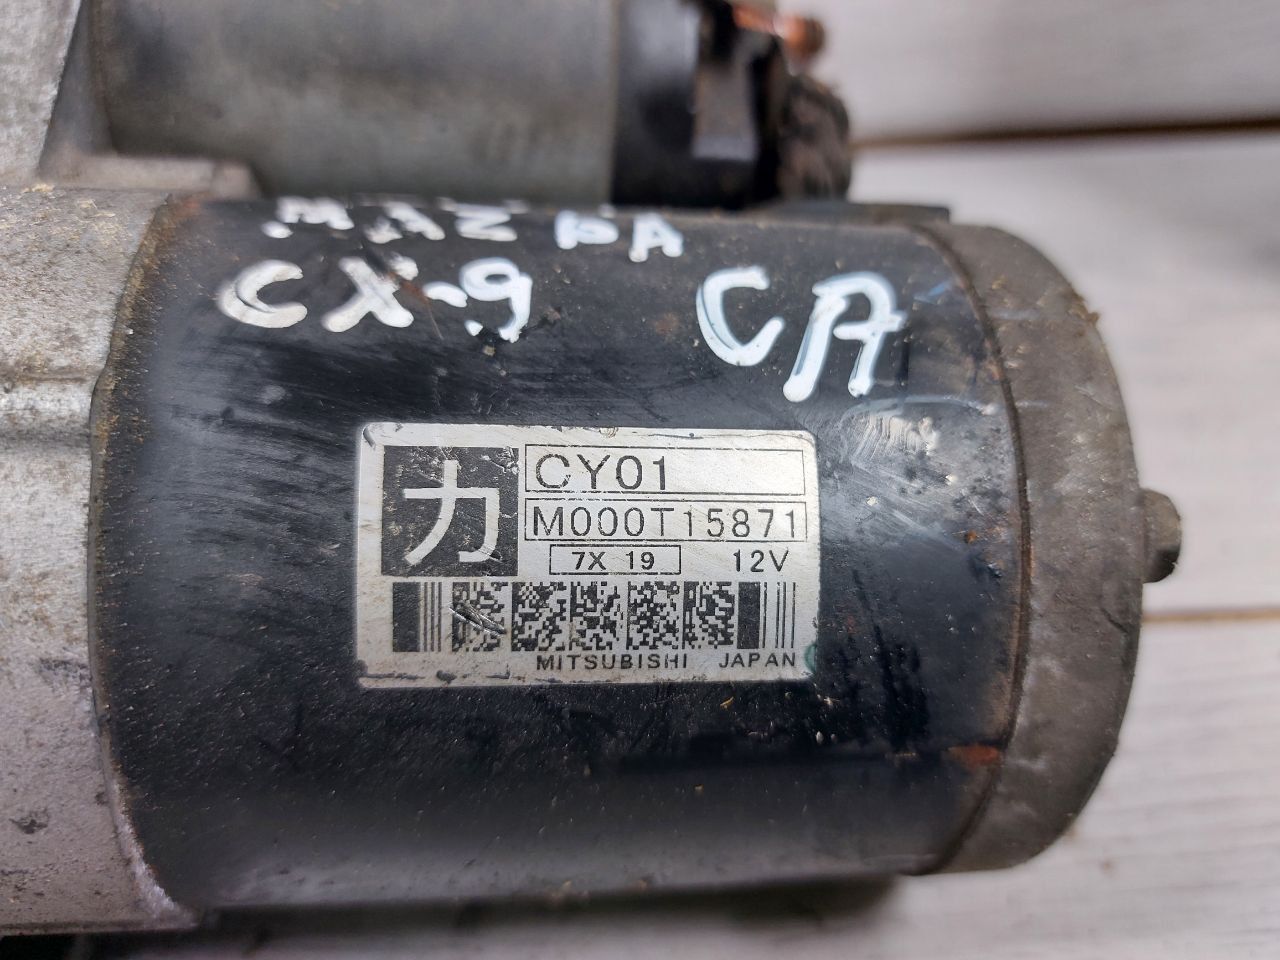 MAZDA
CX-9 CA
力
CY01
M000T15871
7X 19 12V
MITSUBISHI JAPAN